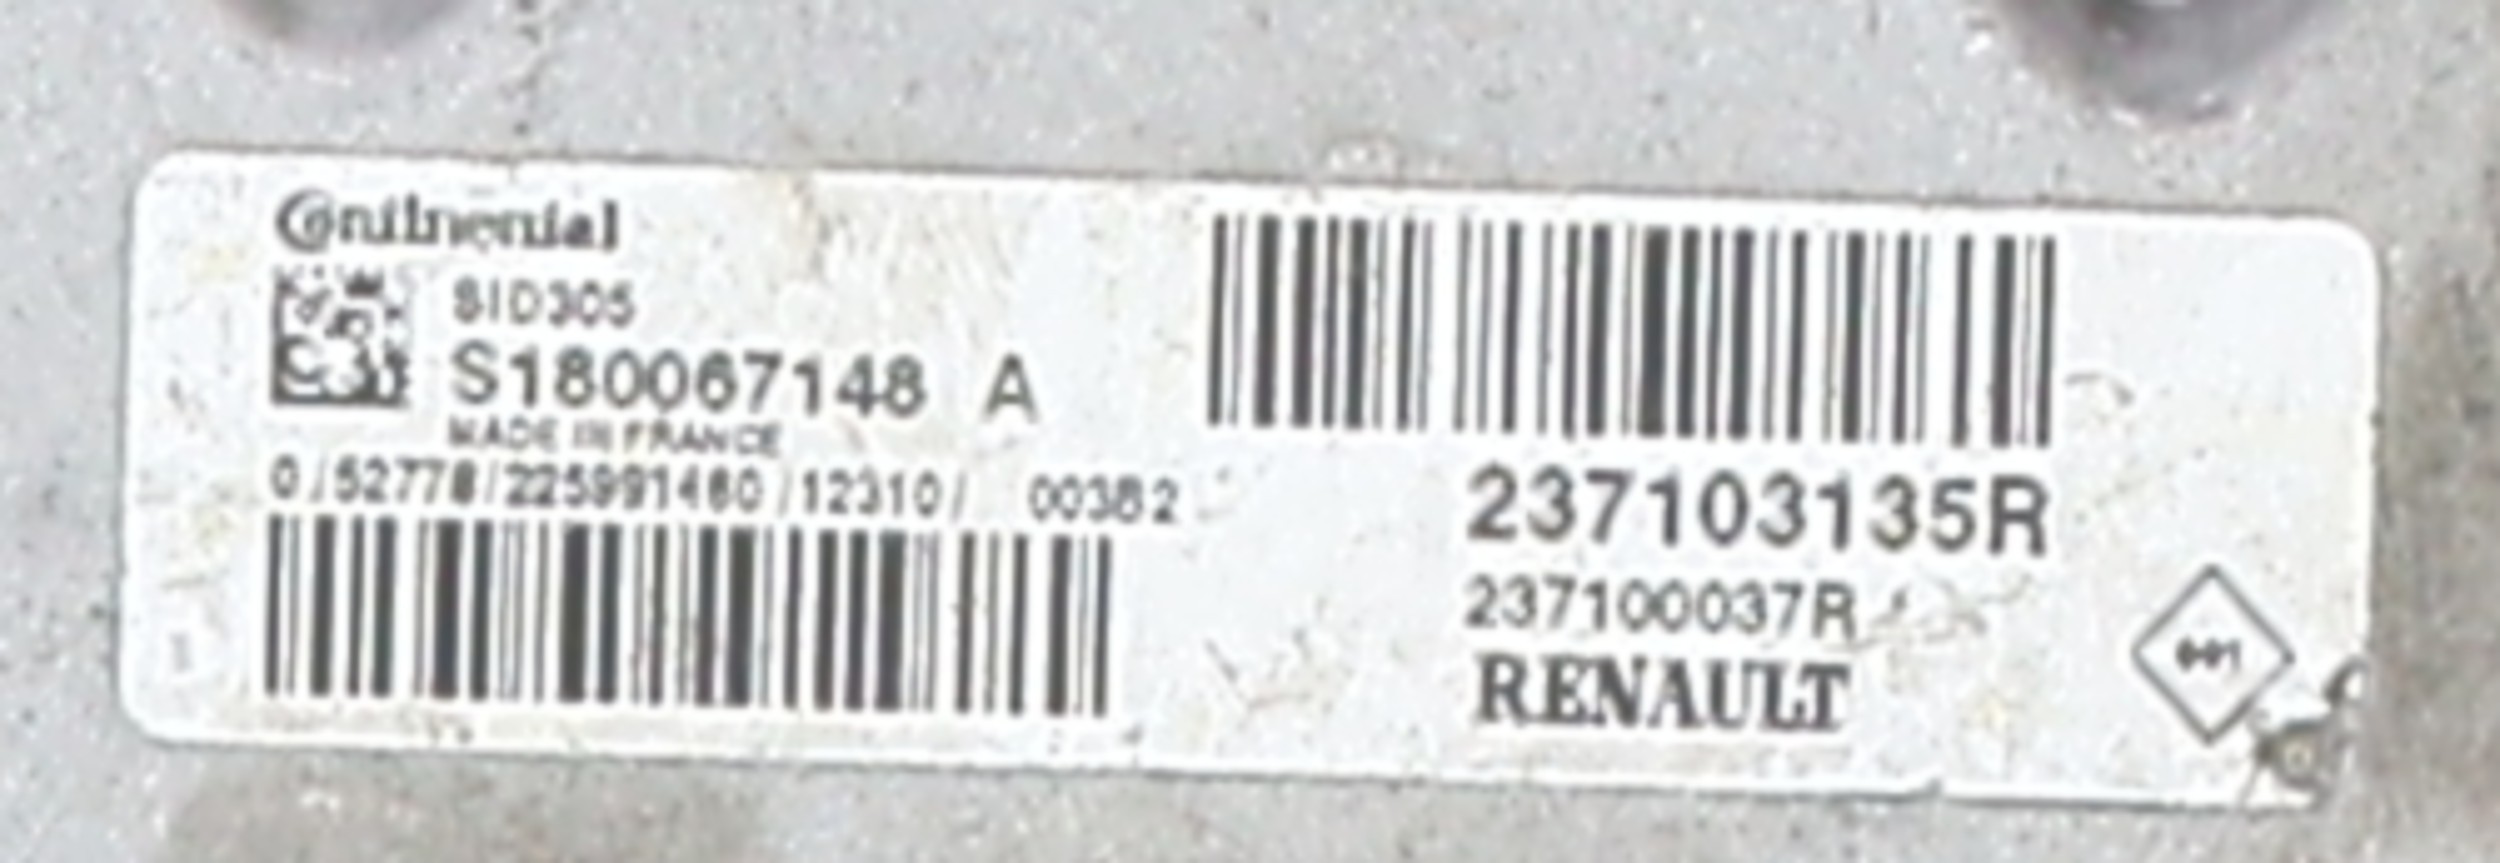 Continental
SID305
S180067148 A
MADE IN FRANCE
0/52778/225991460/12310/ 00382
237103135R
237100037R
RENAULT